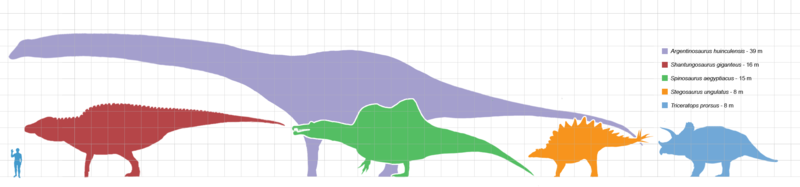 Argentinosaurus huinculensis - 39 m
Shantungosaurus giganteus - 16 m
Spinosaurus aegyptiacus - 15 m
Stegosaurus ungulatus - 8 m
Triceratops prorsus - 8 m